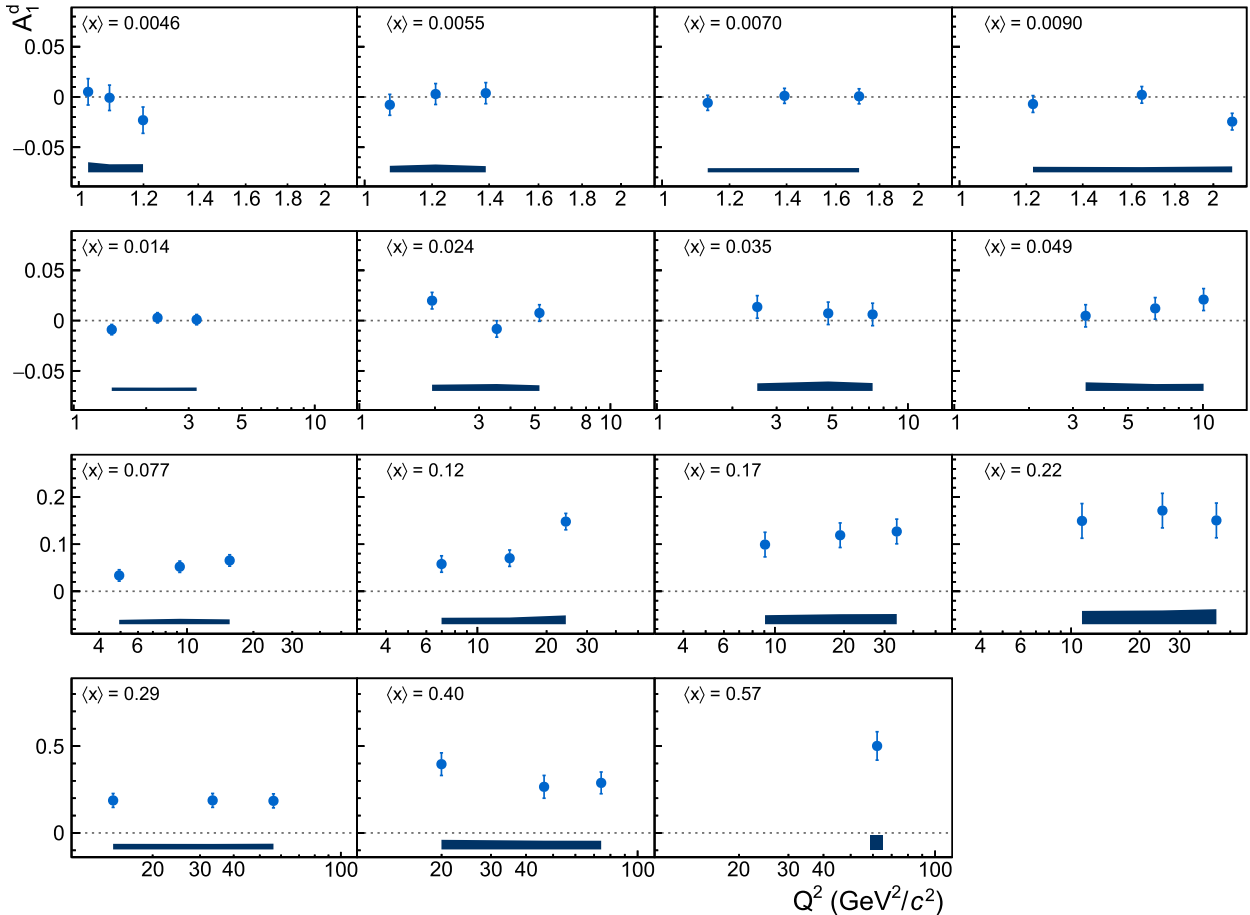 A₁ᵈ
⟨x⟩ = 0.0046 ⟨x⟩ = 0.0055 ⟨x⟩ = 0.0070 ⟨x⟩ = 0.0090
0.05
0
−0.05
1 1.2 1.4 1.6 1.8 2 1 1.2 1.4 1.6 1.8 2 1 1.2 1.4 1.6 1.8 2 1 1.2 1.4 1.6 1.8 2
⟨x⟩ = 0.014 ⟨x⟩ = 0.024 ⟨x⟩ = 0.035 ⟨x⟩ = 0.049
0.05
0
−0.05
1 3 5 10 1 3 5 8 10 1 3 5 10 1 3 5 10
⟨x⟩ = 0.077 ⟨x⟩ = 0.12 ⟨x⟩ = 0.17 ⟨x⟩ = 0.22
0.2
0.1
0
4 6 10 20 30 4 6 10 20 30 4 6 10 20 30 4 6 10 20 30
⟨x⟩ = 0.29 ⟨x⟩ = 0.40 ⟨x⟩ = 0.57
0.5
0
20 30 40 100 20 30 40 100 20 30 40 100
Q² (GeV²/c²)